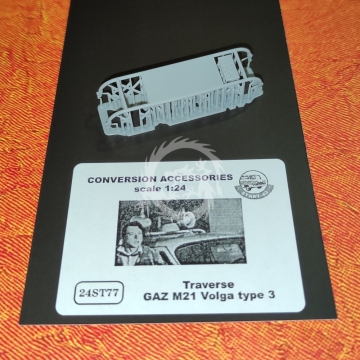 CONVERSION ACCESSORIES
scale 1:24
24ST77
Traverse
GAZ M21 Volga type 3